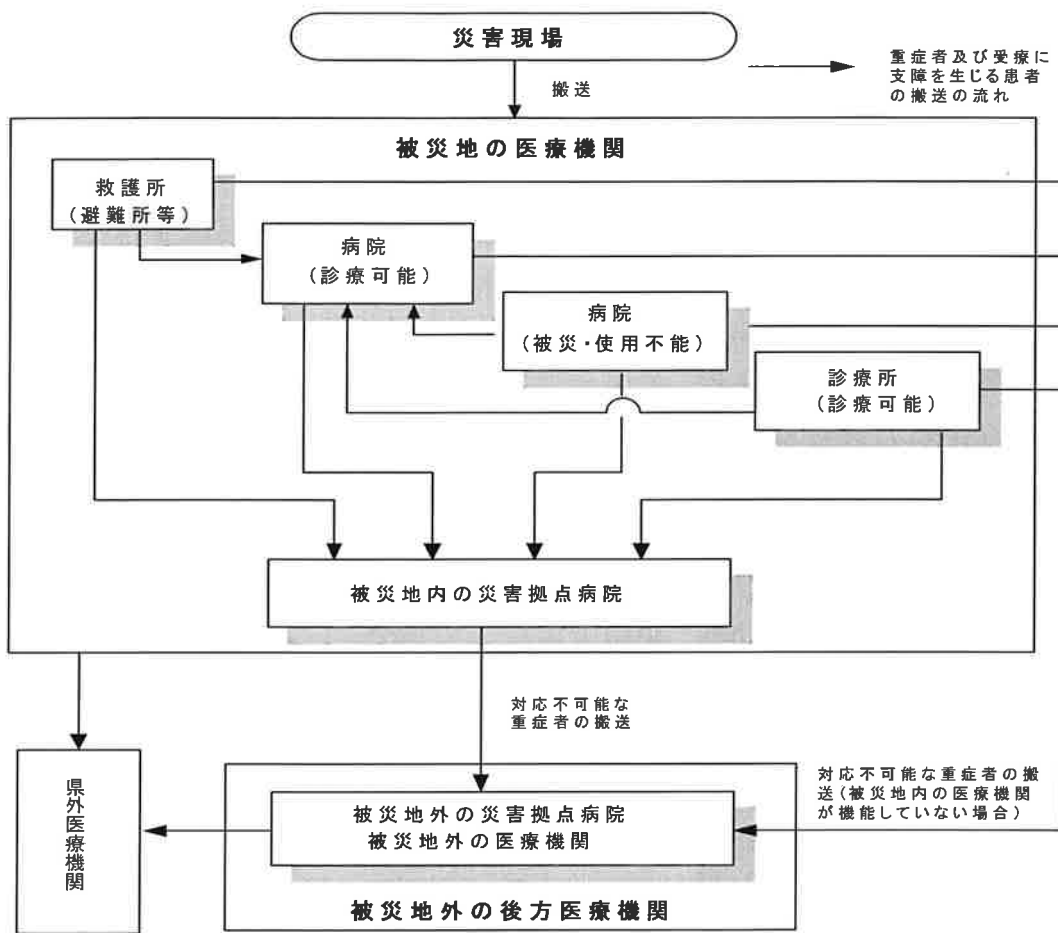 災害現場
搬送
重症者及び受療に
支障を生じる患者
の搬送の流れ
被災地の医療機関
救護所
(避難所等)
病院
(診療可能)
病院
(被災・使用不能)
診療所
(診療可能)
被災地内の災害拠点病院
対応不可能な
重症者の搬送
県外医療機関
被災地外の災害拠点病院
被災地外の医療機関
対応不可能な重症者の搬
送(被災地内の医療機関
が機能していない場合)
被災地外の後方医療機関